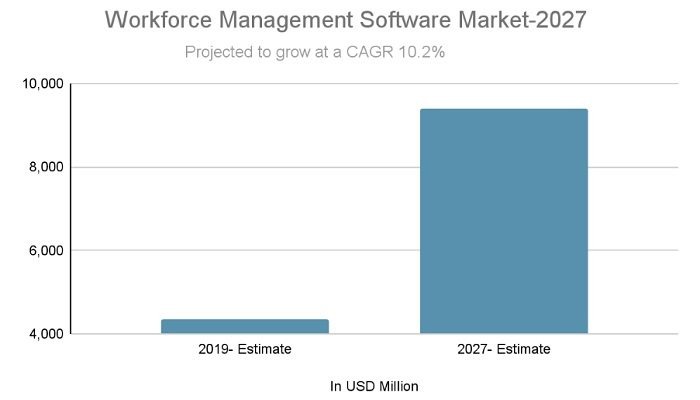 Workforce Management Software Market-2027
Projected to grow at a CAGR 10.2%
10,000
8,000
6,000
4,000
2019- Estimate
2027- Estimate
In USD Million